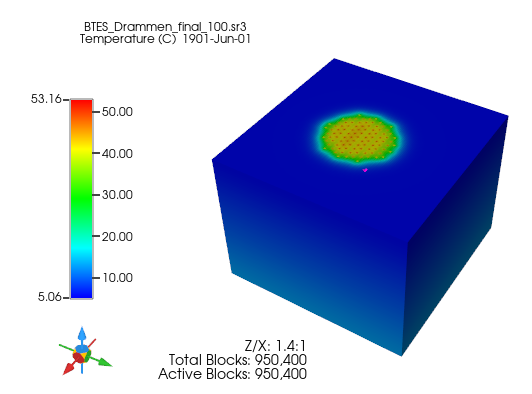 BTES_Drammen_final_100.sr3
Temperature (C) 1901-Jun-01
53.16
50.00
40.00
30.00
20.00
10.00
5.06
Z/X: 1.4:1
Total Blocks: 950,400
Active Blocks: 950,400